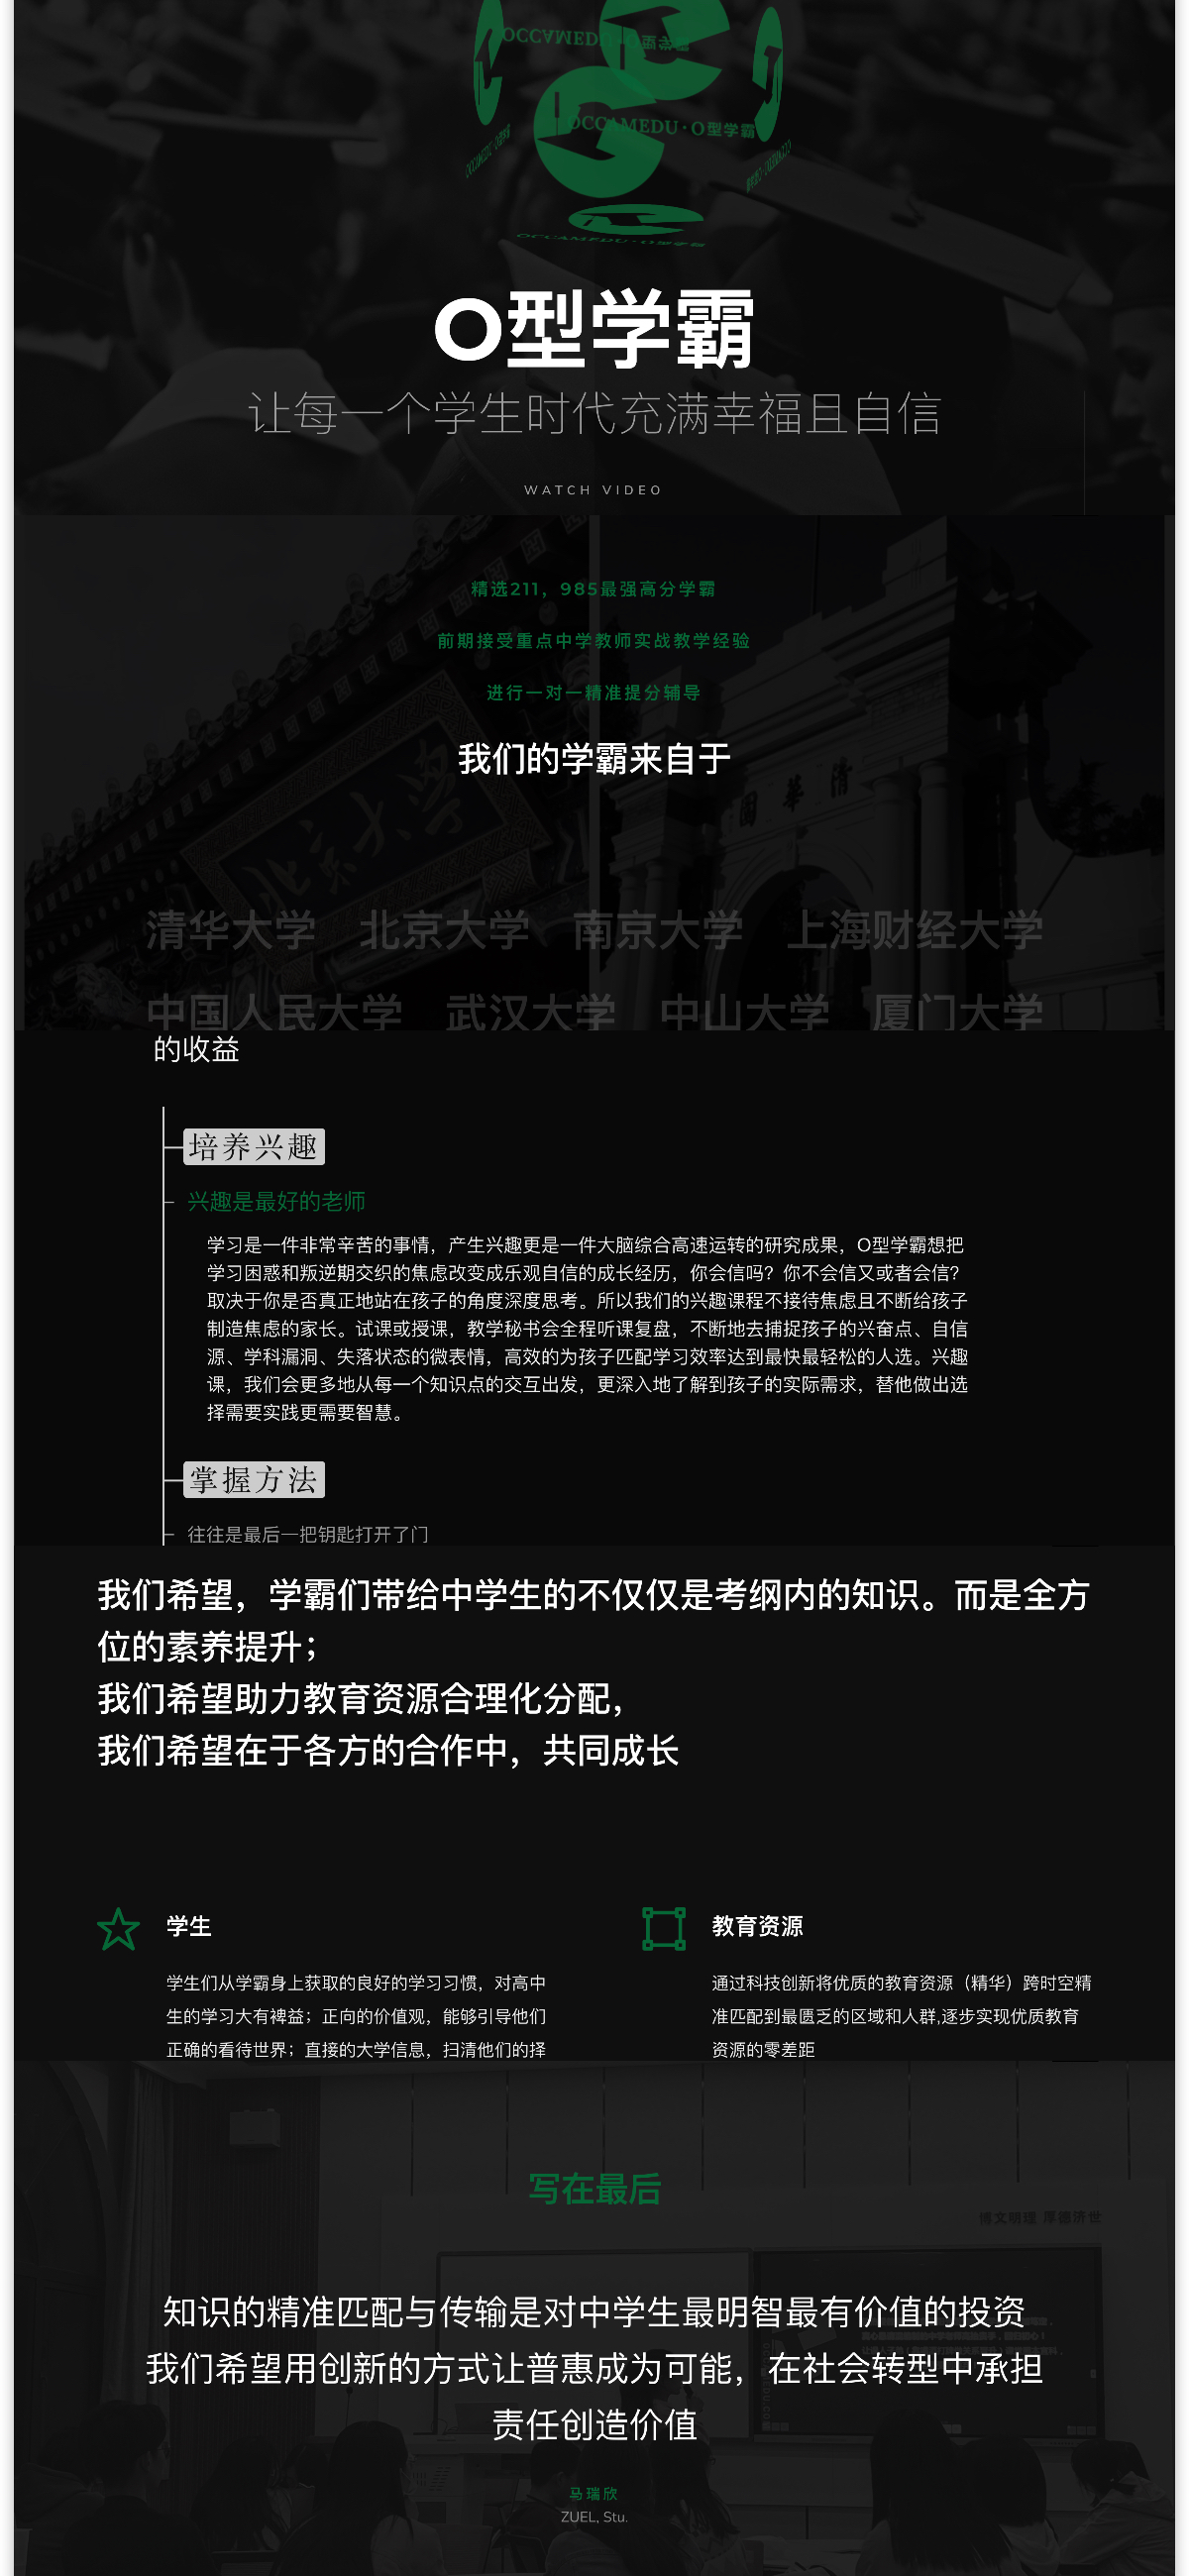 OCCAMEDU·O型学霸
OCCAMEDU·O型学霸
OCCAMEDU·O型学霸
O型学霸
让每一个学生时代充满幸福且自信
WATCH VIDEO
精选211，985最强高分学霸
前期接受重点中学教师实战教学经验
进行一对一精准提分辅导
我们的学霸来自于
北京大学
清华园
清华大学 北京大学 南京大学 上海财经大学
中国人民大学 武汉大学 中山大学 厦门大学
的收益
培养兴趣
兴趣是最好的老师
学习是一件非常辛苦的事情，产生兴趣更是一件大脑综合高速运转的研究成果，O型学霸想把
学习困惑和叛逆期交织的焦虑改变成乐观自信的成长经历，你会信吗？你不会信又或者会信？
取决于你是否真正地站在孩子的角度深度思考。所以我们的兴趣课程不接待焦虑且不断给孩子
制造焦虑的家长。试课或授课，教学秘书会全程听课复盘，不断地去捕捉孩子的兴奋点、自信
源、学科漏洞、失落状态的微表情，高效的为孩子匹配学习效率达到最快最轻松的人选。兴趣
课，我们会更多地从每一个知识点的交互出发，更深入地了解到孩子的实际需求，替他做出选
择需要实践更需要智慧。
掌握方法
往往是最后一把钥匙打开了门
我们希望，学霸们带给中学生的不仅仅是考纲内的知识。而是全方
位的素养提升；
我们希望助力教育资源合理化分配，
我们希望在于各方的合作中，共同成长
学生
学生们从学霸身上获取的良好的学习习惯，对高中
生的学习大有裨益；正向的价值观，能够引导他们
正确的看待世界；直接的大学信息，扫清他们的择
教育资源
通过科技创新将优质的教育资源（精华）跨时空精
准匹配到最匮乏的区域和人群,逐步实现优质教育
资源的零差距
写在最后
博文明理 厚德济世
知识的精准匹配与传输是对中学生最明智最有价值的投资
我们希望用创新的方式让普惠成为可能，在社会转型中承担
责任创造价值
马瑞欣
ZUEL, Stu.